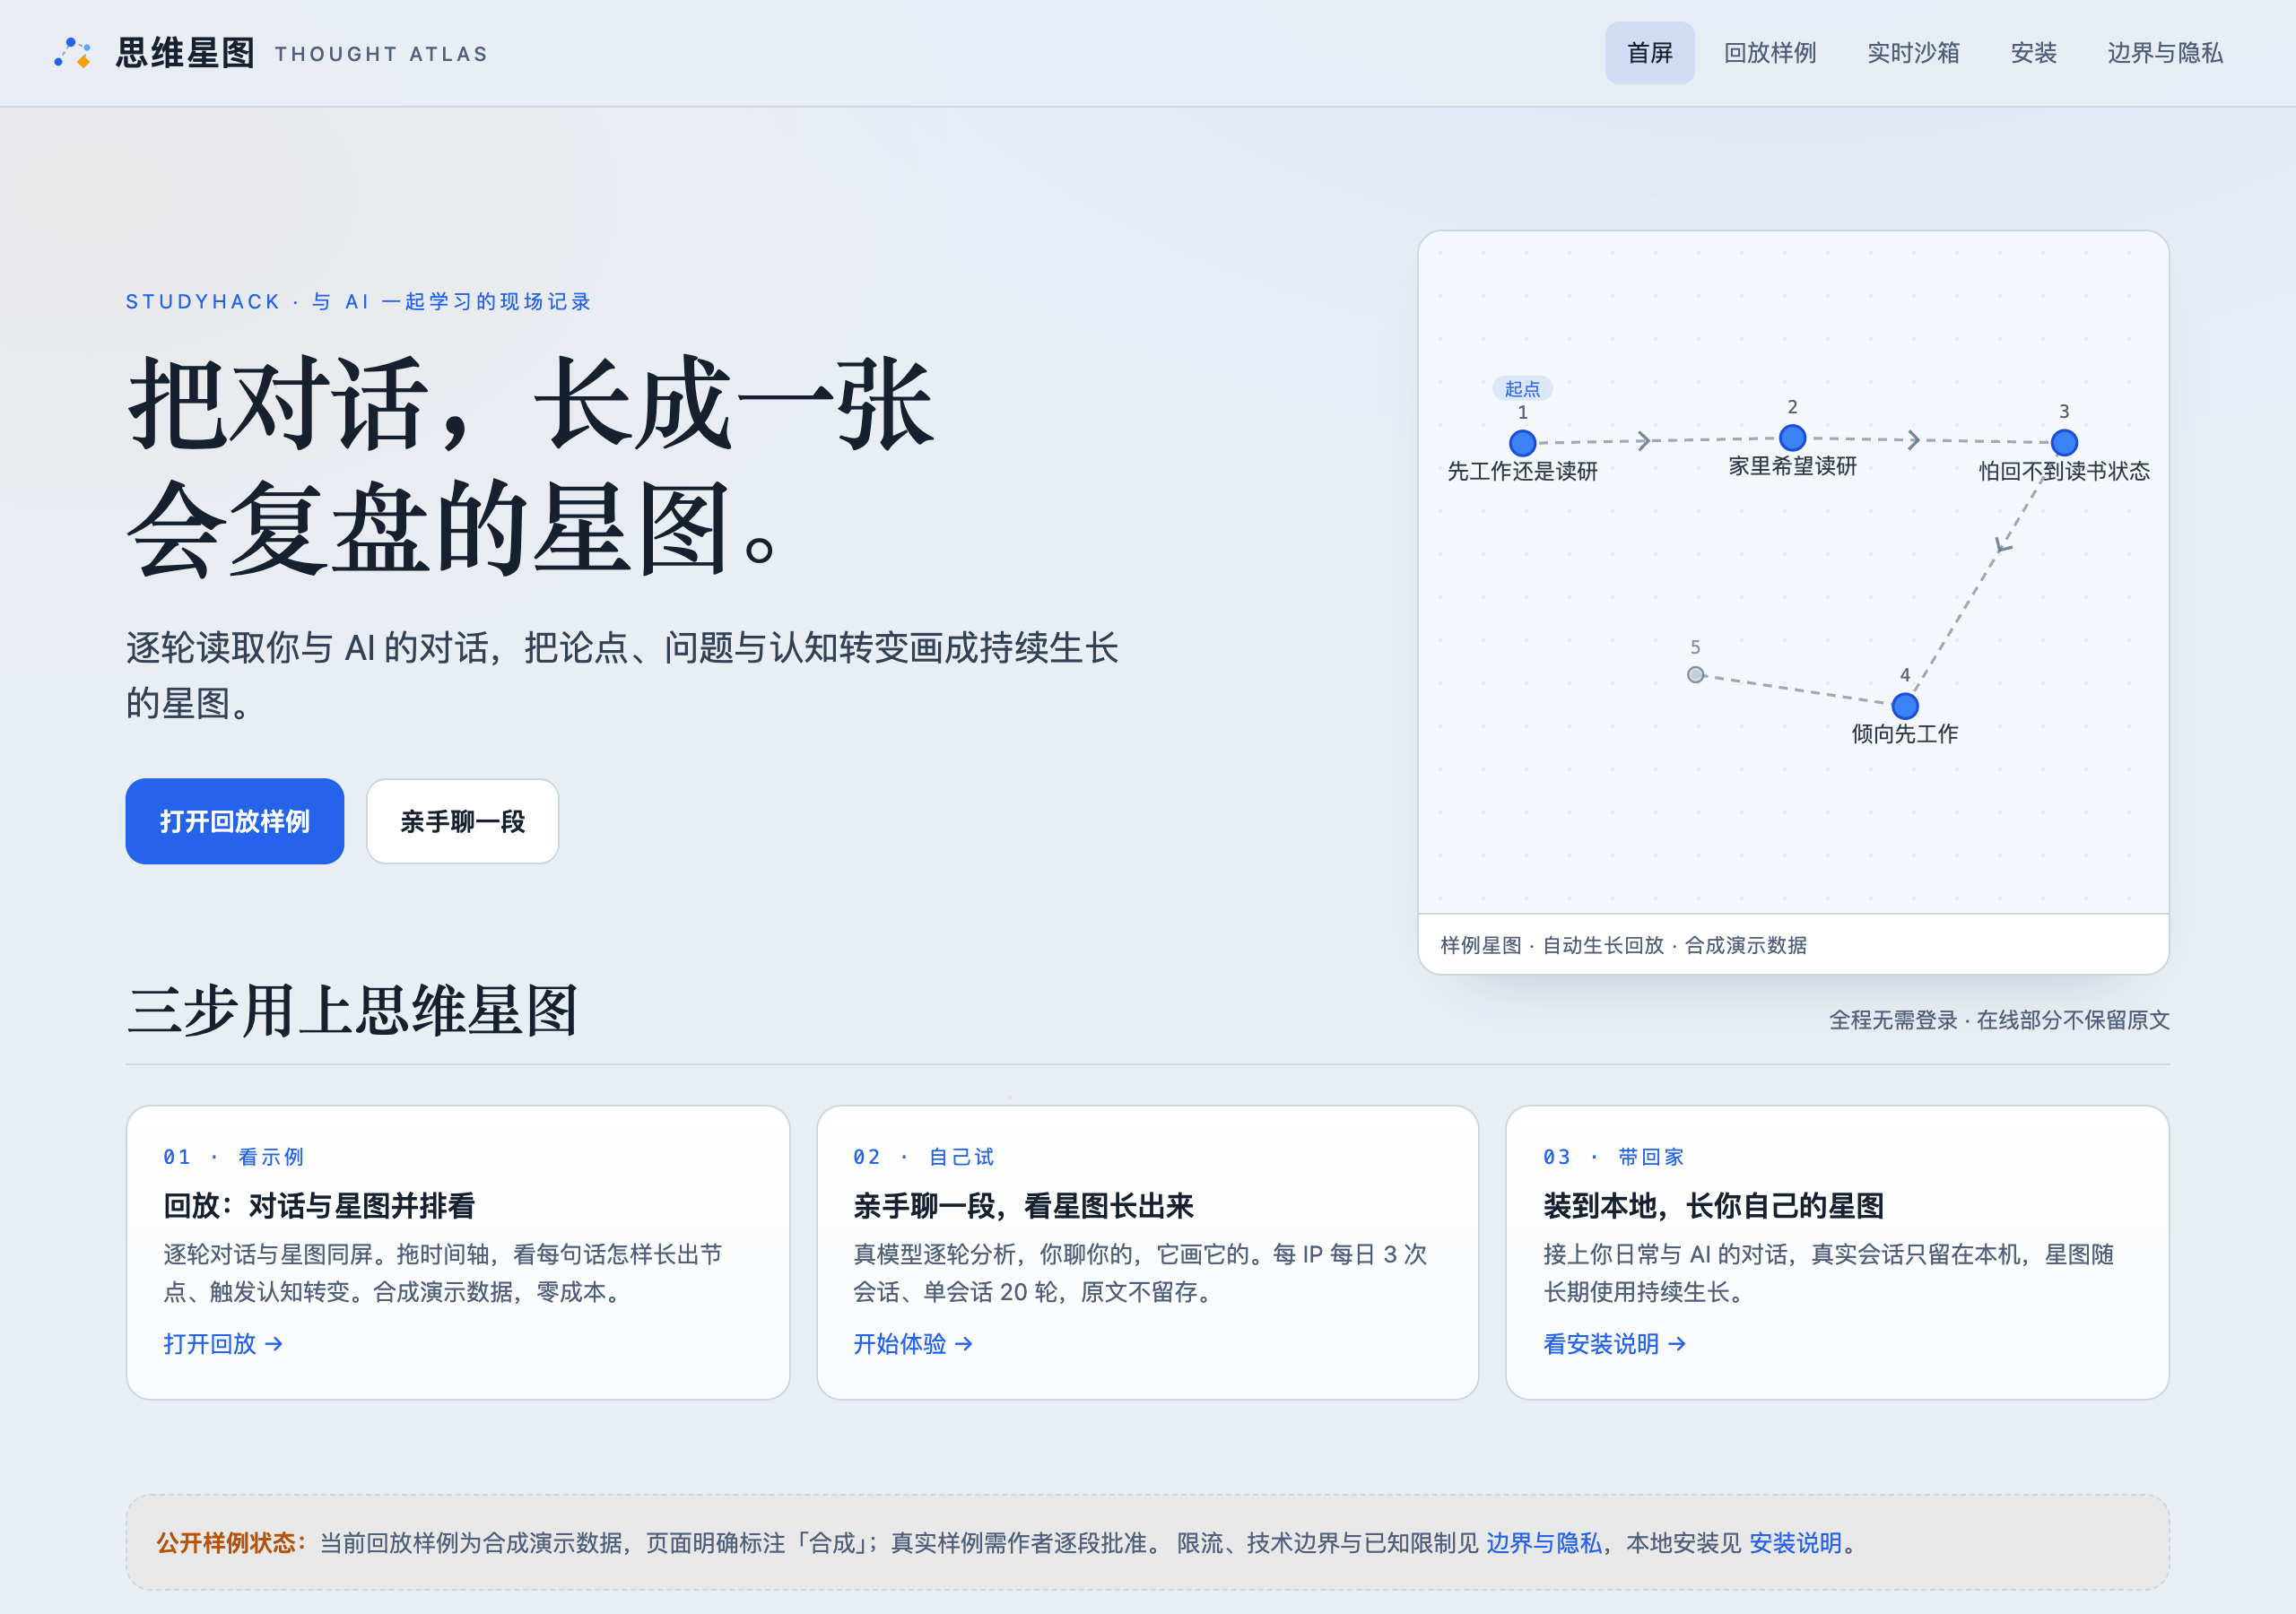 思维星图 THOUGHT ATLAS
首屏 回放样例 实时沙箱 安装 边界与隐私
STUDYHACK · 与 AI 一起学习的现场记录
把对话，长成一张
会复盘的星图。
逐轮读取你与 AI 的对话，把论点、问题与认知转变画成持续生长
的星图。
打开回放样例 亲手聊一段
起点
1
先工作还是读研
2
家里希望读研
3
怕回不到读书状态
5
4
倾向先工作
样例星图 · 自动生长回放 · 合成演示数据
三步用上思维星图
全程无需登录 · 在线部分不保留原文
01 · 看示例
回放：对话与星图并排看
逐轮对话与星图同屏。拖时间轴，看每句话怎样长出节
点、触发认知转变。合成演示数据，零成本。
打开回放 →
02 · 自己试
亲手聊一段，看星图长出来
真模型逐轮分析，你聊你的，它画它的。每 IP 每日 3 次
会话、单会话 20 轮，原文不留存。
开始体验 →
03 · 带回家
装到本地，长你自己的星图
接上你日常与 AI 的对话，真实会话只留在本机，星图随
长期使用持续生长。
看安装说明 →
公开样例状态：当前回放样例为合成演示数据，页面明确标注「合成」；真实样例需作者逐段批准。 限流、技术边界与已知限制见 边界与隐私，本地安装见 安装说明。